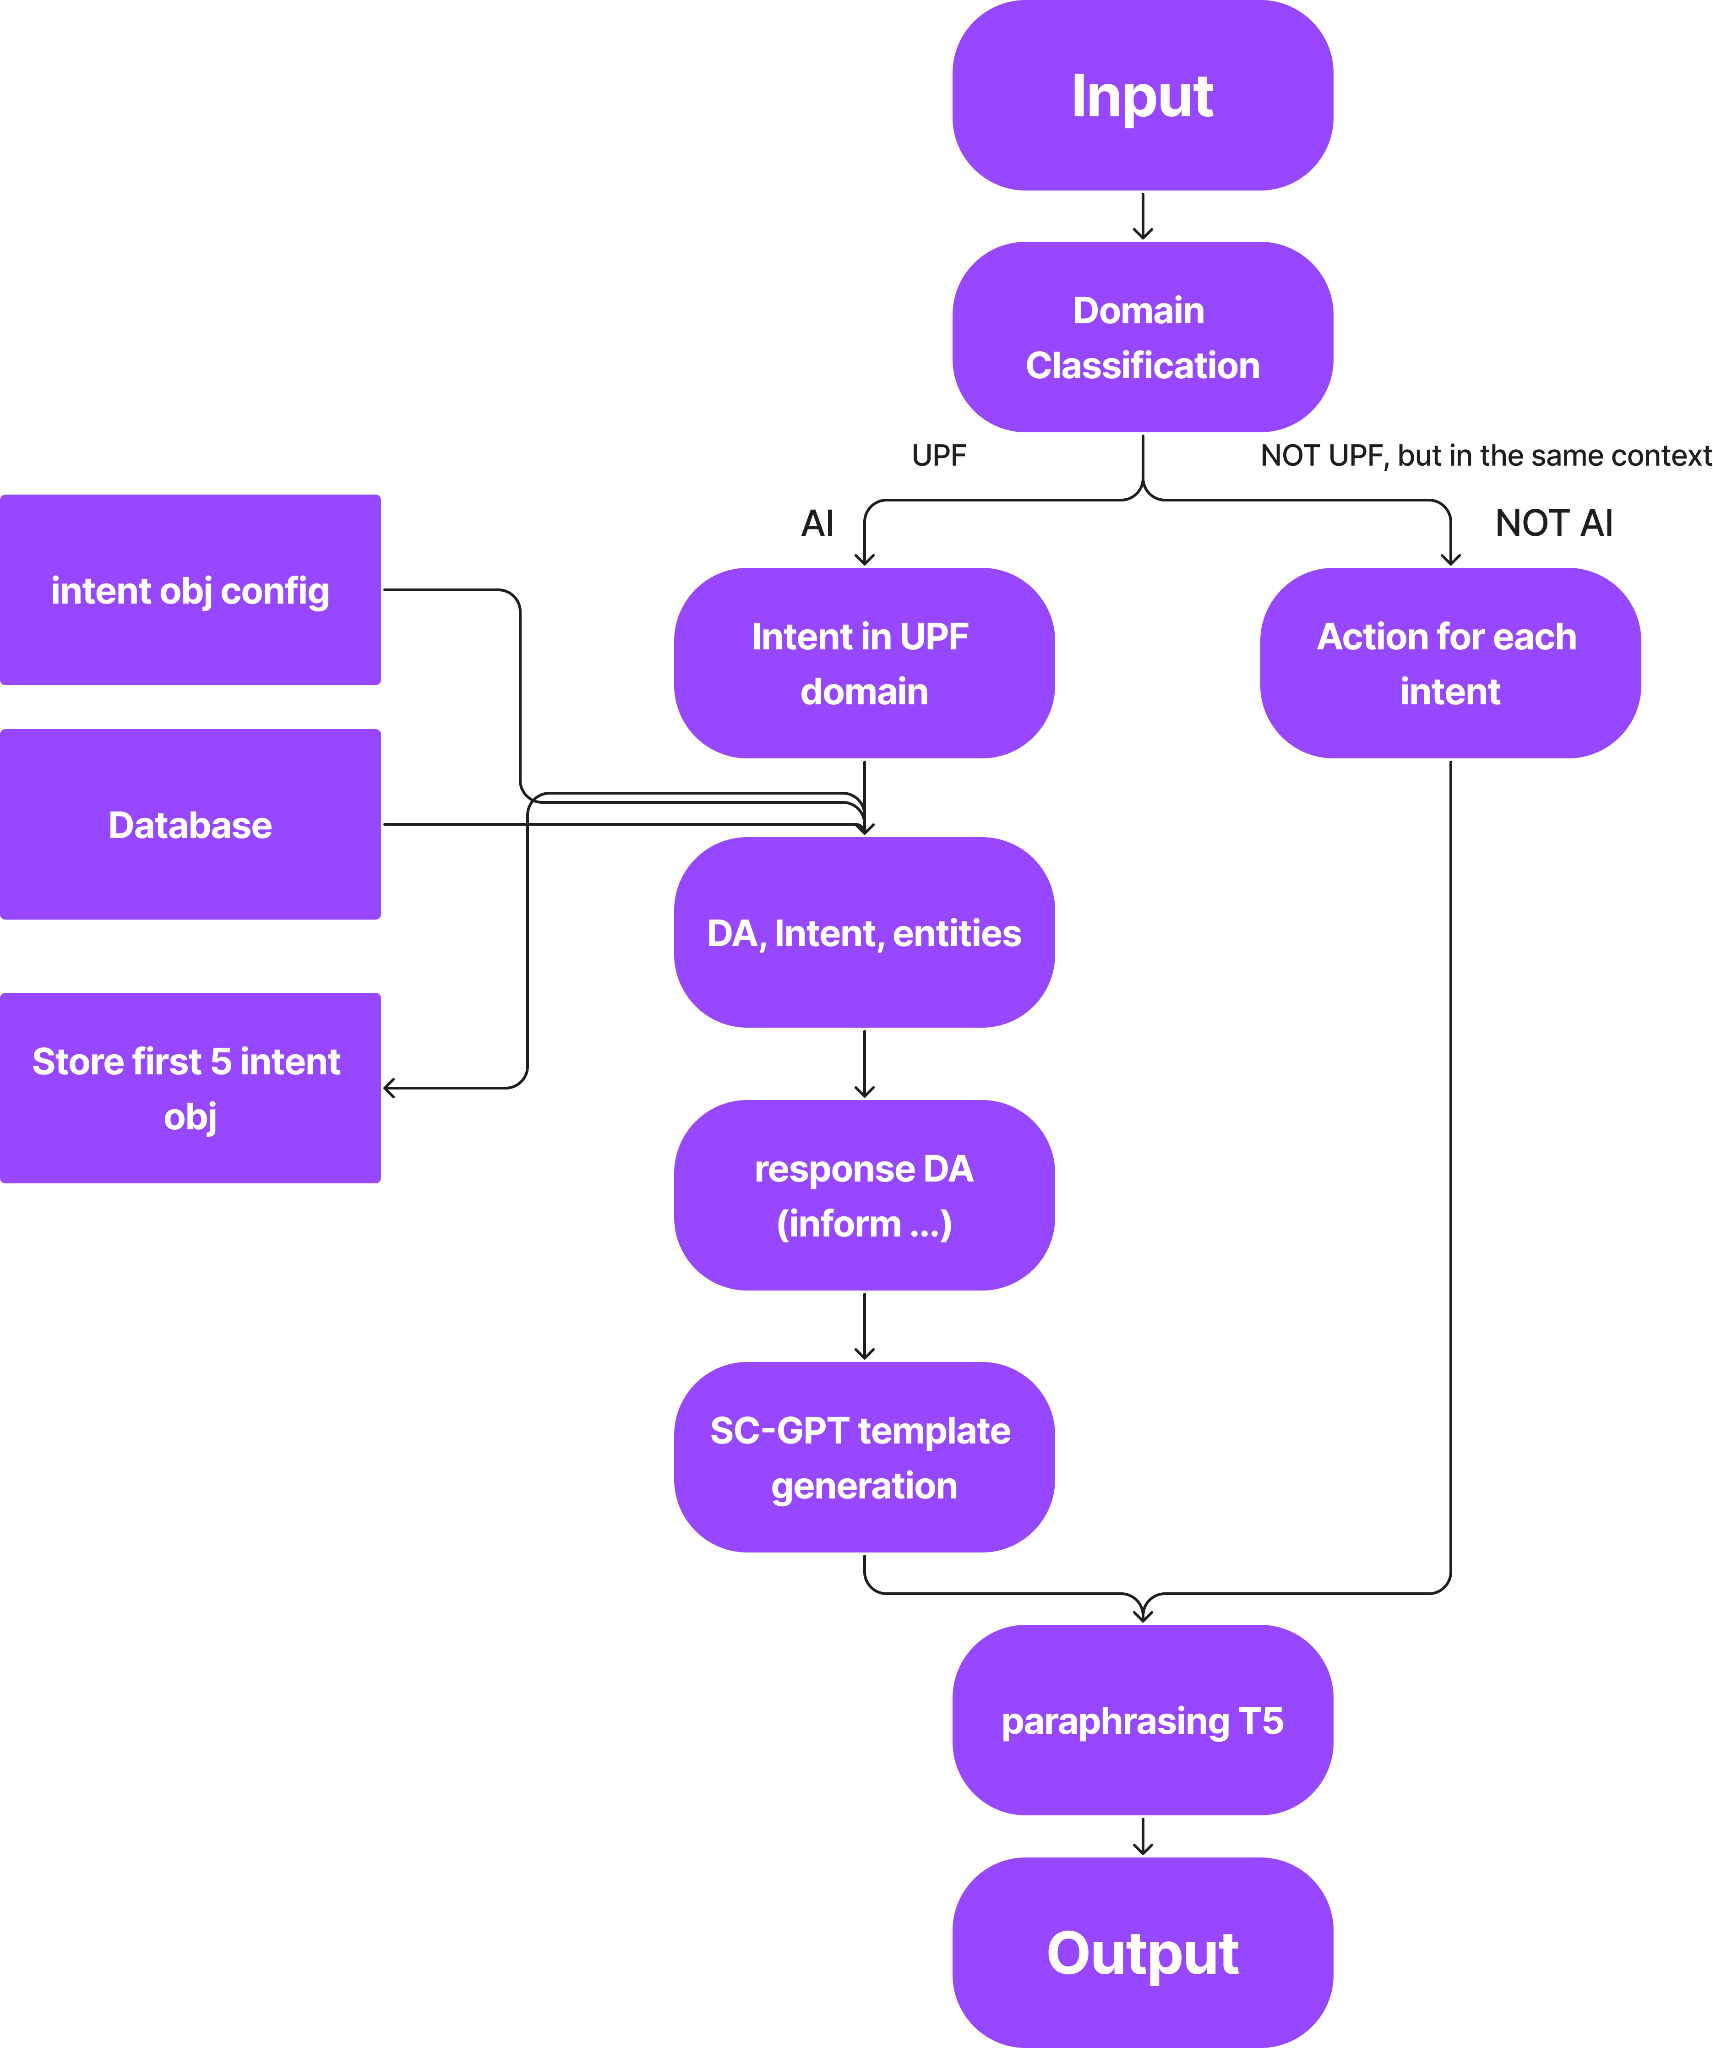 Input
Domain
Classification
UPF
NOT UPF, but in the same context
AI
NOT AI
intent obj config
Intent in UPF
domain
Action for each
intent
Database
DA, Intent, entities
Store first 5 intent
obj
response DA
(inform ...)
SC-GPT template
generation
paraphrasing T5
Output